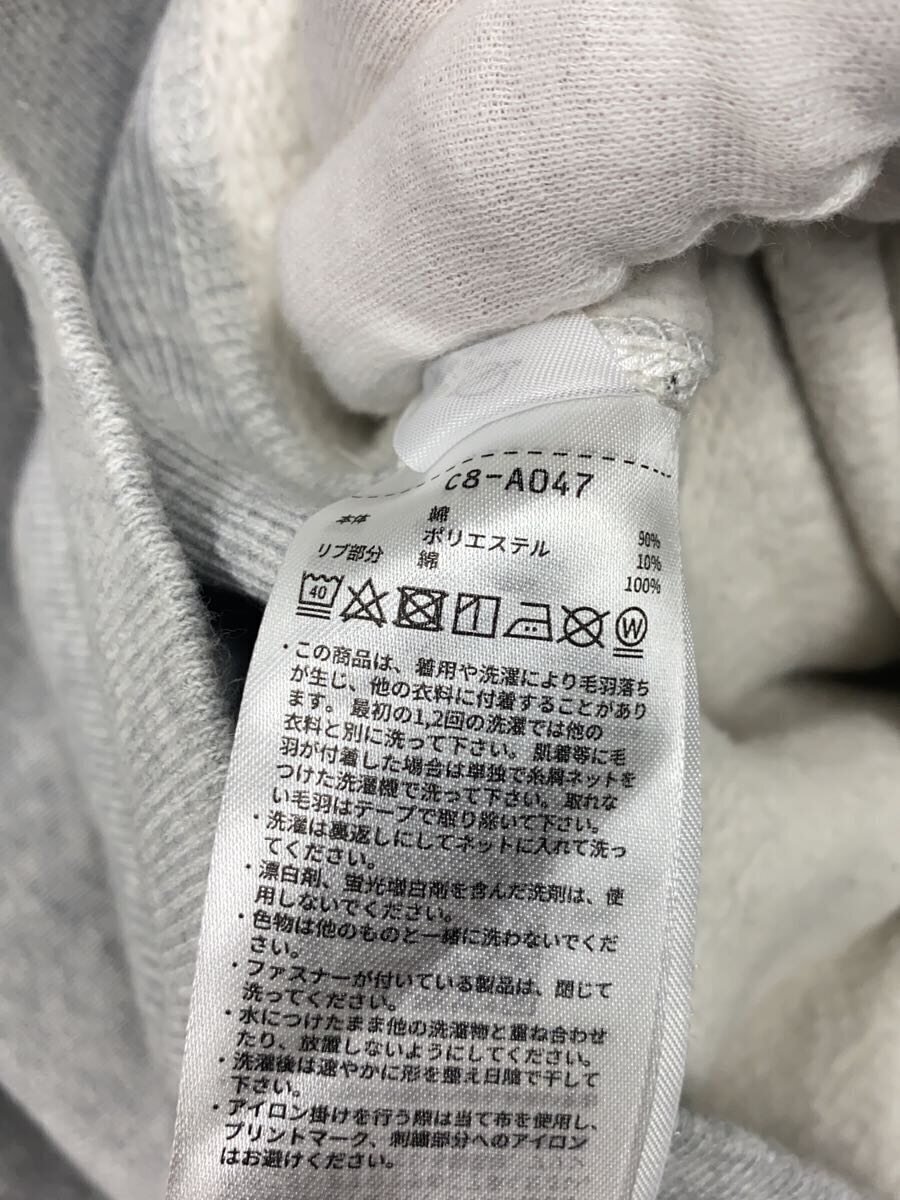 C8-A047
本体 綿 90%
ポリエステル 10%
リブ部分 綿 100%
40 W
・この商品は、着用や洗濯により毛羽落ち
が生じ、他の衣料に付着することがあり
ます。最初の1,2回の洗濯では他の
衣料と別に洗って下さい。肌着等に毛
羽が付着した場合は単独で糸綱ネットを
つけた洗濯機で洗って下さい。取れな
い毛羽はテープで取り除いて下さい。
・洗濯は裏返しにしてネットに入れて洗っ
てください。
・漂白剤、蛍光増白剤を含んだ洗剤は、使
用しないでください。
・色物は他のものと一緒に洗わないでくだ
さい。
・ファスナーが付いている製品は、閉じて
洗ってください。
・水につけたまま他の洗濯物と重ね合わせ
たり、放置しないようにしてください。
・洗濯後は速やかに形を整え日陰で干して
下さい。
・アイロン掛けを行う際は当て布を使用し、
プリントマーク、刺繍部分へのアイロン
はお避けください。